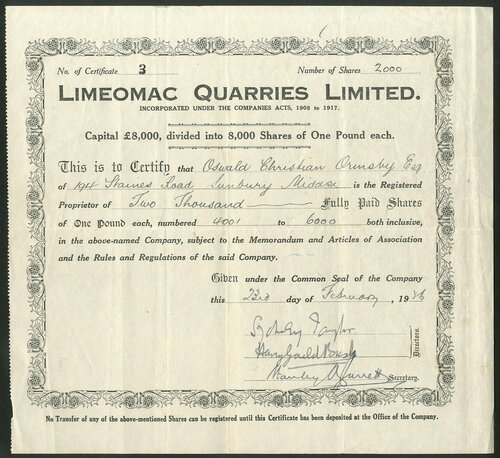 No. of Certificate 3 Number of Shares 2000
LIMEOMAC QUARRIES LIMITED.
INCORPORATED UNDER THE COMPANIES ACTS, 1908 to 1917.
Capital £8,000, divided into 8,000 Shares of One Pound each.
This is to Certify that Oswald Christian Ormsby Esq
of Staines Road Sunbury Middx is the Registered
Proprietor of Two Thousand Fully Paid Shares
of One Pound each, numbered 4001 to 6000 both inclusive,
in the above-named Company, subject to the Memorandum and Articles of Association
and the Rules and Regulations of the said Company.
Given under the Common Seal of the Company
this 23rd day of February, 19
Sydney Taylor
Directors.
Stanley Secretary.
No Transfer of any of the above-mentioned Shares can be registered until this Certificate has been deposited at the Office of the Company.